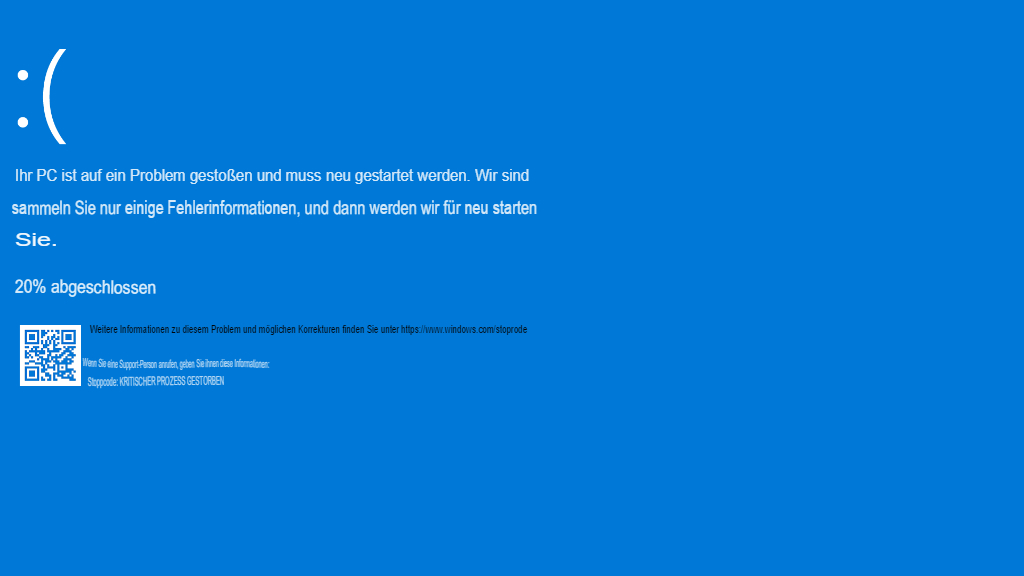 :(
Ihr PC ist auf ein Problem gestoßen und muss neu gestartet werden. Wir sind
sammeln Sie nur einige Fehlerinformationen, und dann werden wir für neu starten
Sie.
20% abgeschlossen
Weitere Informationen zu diesem Problem und möglichen Korrekturen finden Sie unter https://www.windows.com/stoprode
Wenn Sie eine Support-Person anrufen, geben Sie ihnen diese Informationen:
Stoppcode: KRITISCHER PROZESS GESTORBEN